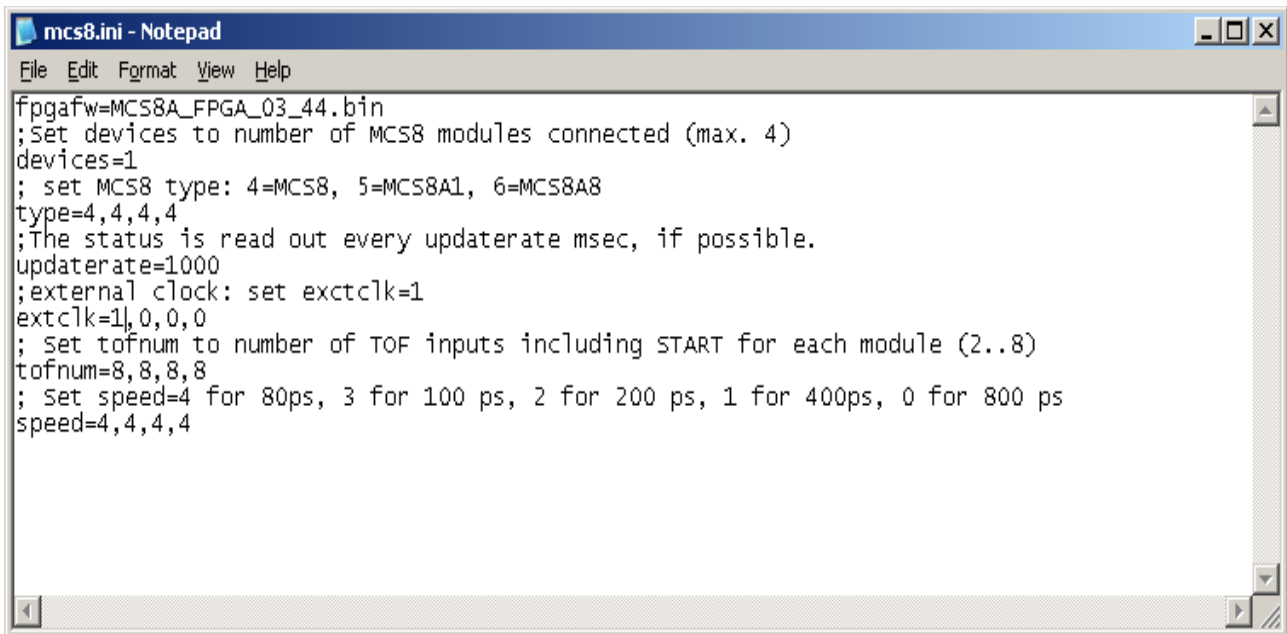 mcs8.ini - Notepad
File Edit Format View Help
fpgafw=MCS8A_FPGA_03_44.bin
;Set devices to number of MCS8 modules connected (max. 4)
devices=1
; set MCS8 type: 4=MCS8, 5=MCS8A1, 6=MCS8A8
type=4,4,4,4
;The status is read out every updaterate msec, if possible.
updaterate=1000
;external clock: set exctclk=1
extclk=1,0,0,0
; Set tofnum to number of TOF inputs including START for each module (2..8)
tofnum=8,8,8,8
; Set speed=4 for 80ps, 3 for 100 ps, 2 for 200 ps, 1 for 400ps, 0 for 800 ps
speed=4,4,4,4